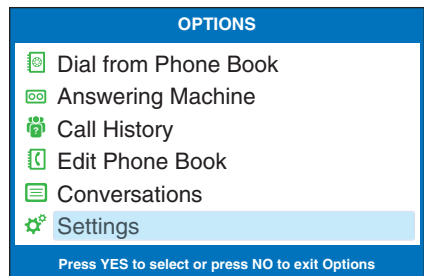 OPTIONS
Dial from Phone Book
Answering Machine
Call History
Edit Phone Book
Conversations
Settings
Press YES to select or press NO to exit Options